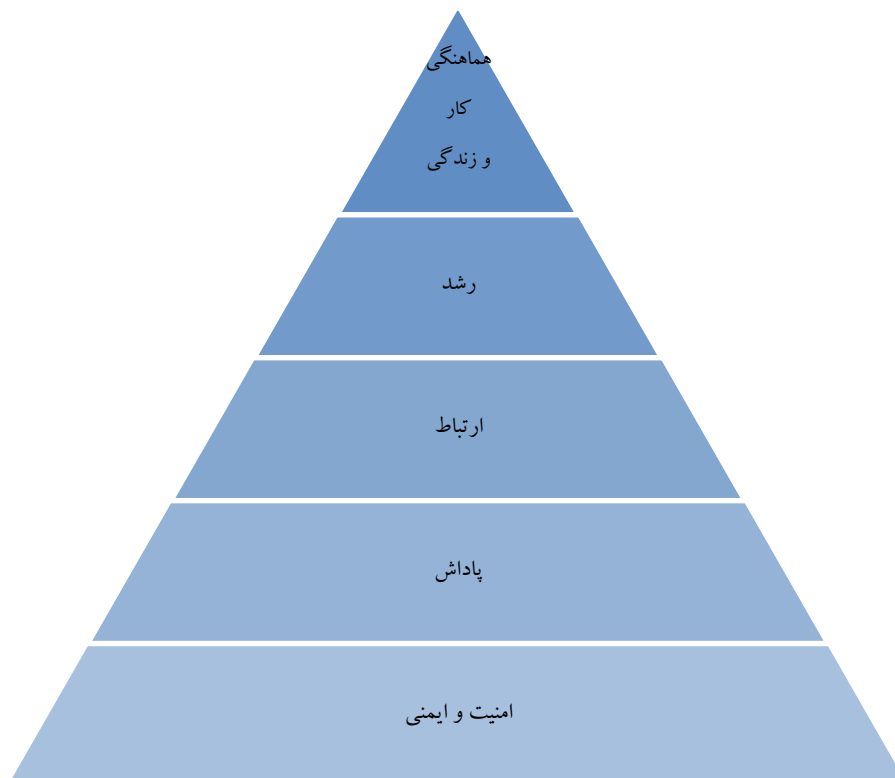 هماهنگی
کار
و زندگی
رشد
ارتباط
پاداش
امنیت و ایمنی